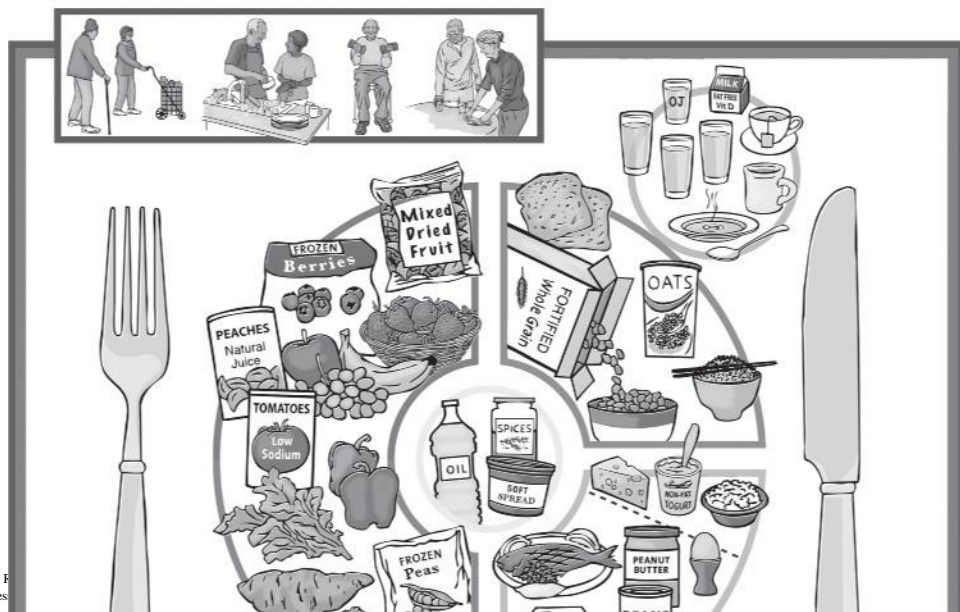 OJ
MILK
FAT FREE
Vit D
Mixed
Dried
Fruit
FROZEN
Berries
FORTIFIED
Whole Grain
OATS
PEACHES
Natural
Juice
TOMATOES
Low
Sodium
OIL
SPICES
SOFT
SPREAD
NON-FAT
YOGURT
FROZEN
Peas
PEANUT
BUTTER